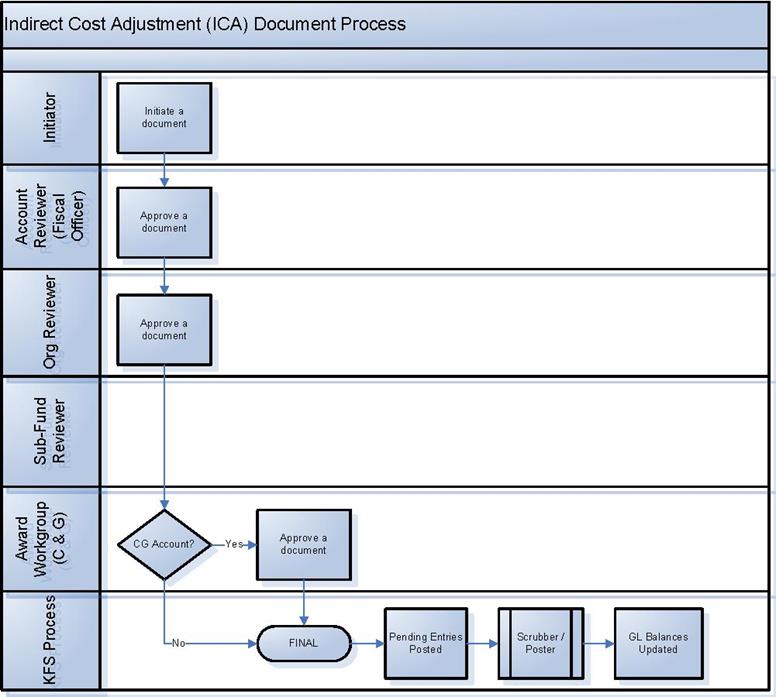 Indirect Cost Adjustment (ICA) Document Process
Initiator
Initiate a
document
Account
Reviewer
(Fiscal
Officer)
Approve a
document
Org Reviewer
Approve a
document
Sub-Fund
Reviewer
Award
Workgroup
(C & G)
CG Account?
Yes
Approve a
document
KFS Process
No
FINAL
Pending Entries
Posted
Scrubber /
Poster
GL Balances
Updated